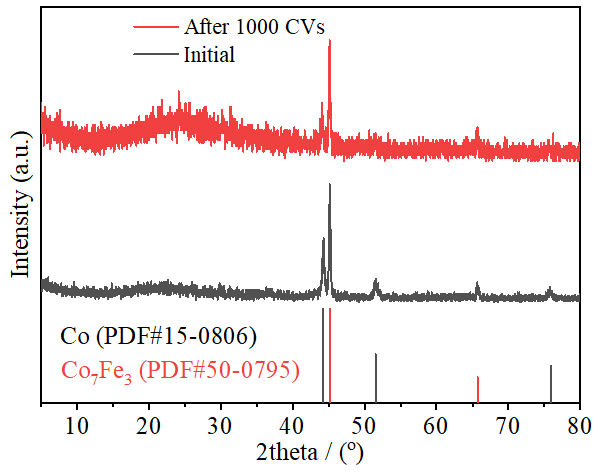 After 1000 CVs
Initial
Intensity (a.u.)
Co (PDF#15-0806)
Co₇Fe₃ (PDF#50-0795)
10 20 30 40 50 60 70 80
2theta / (°)